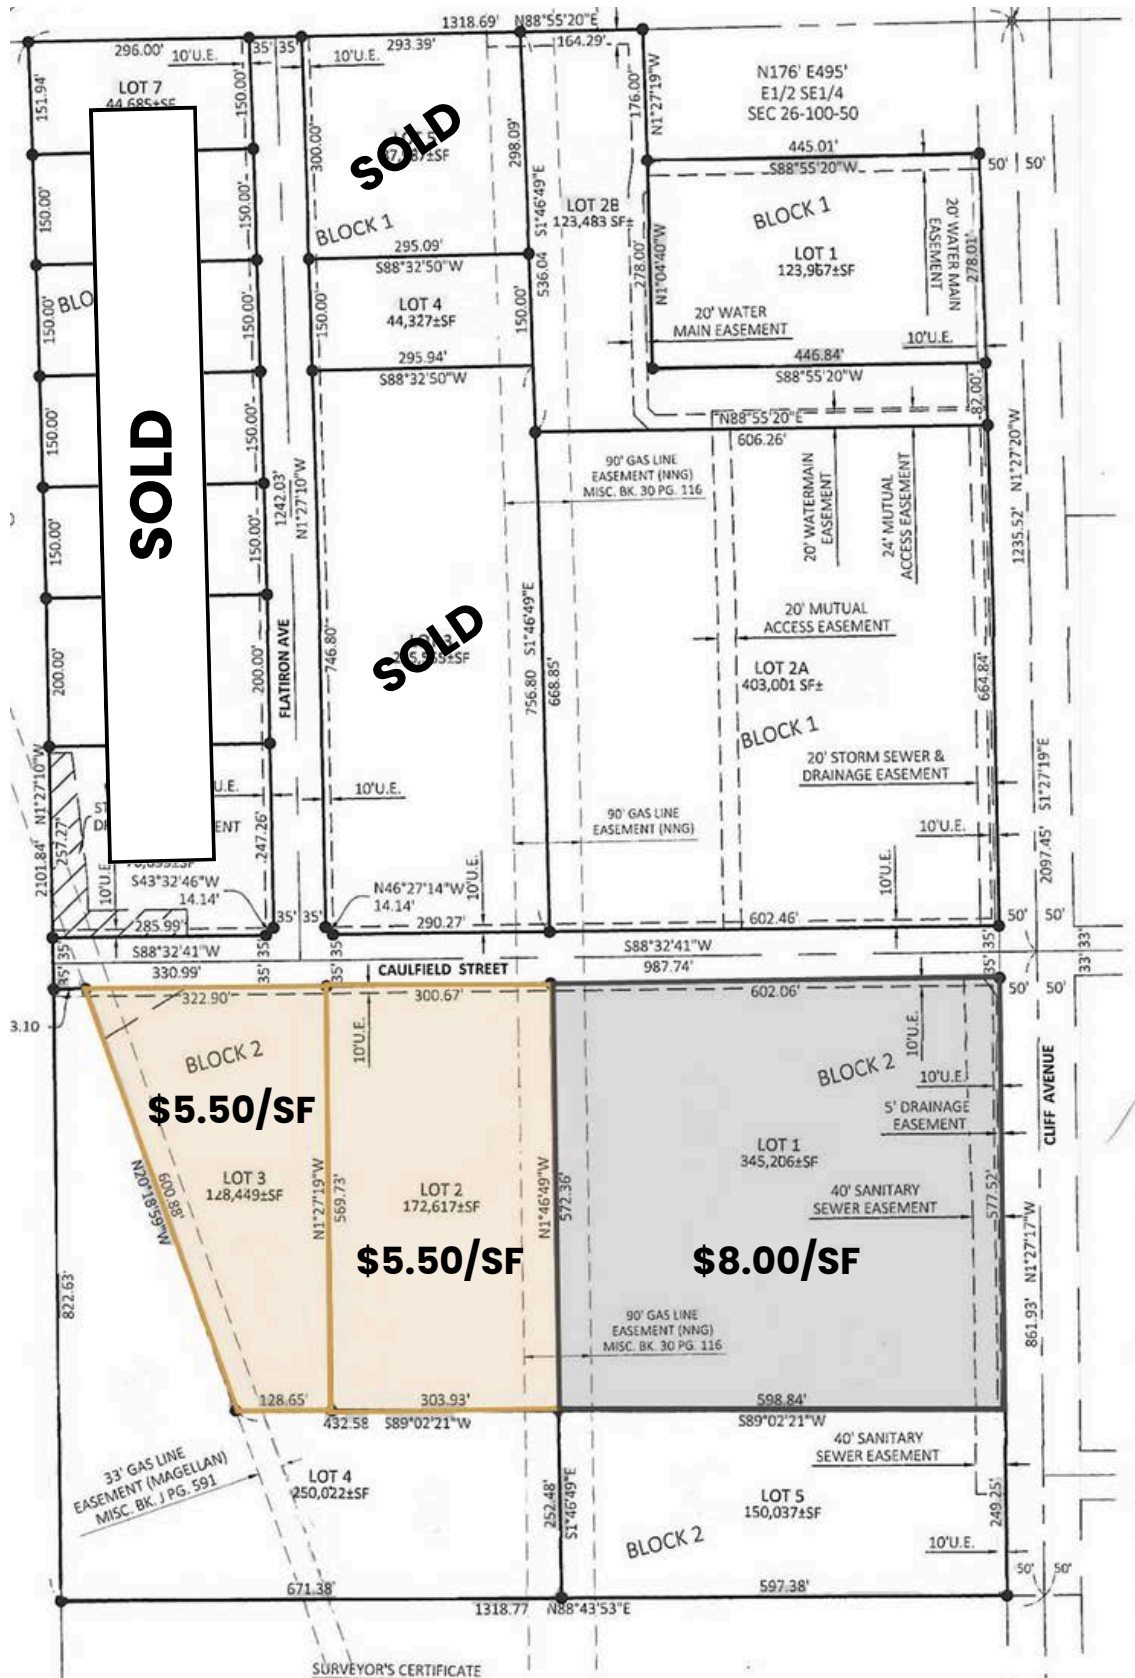 1318.69' N88°55'20"E
296.00'
35' 35'
293.39'
164.29'
10'U.E.
10'U.E.
LOT 7
44,685±SF
151.94'
150.00'
300.00'
298.09'
176.00'
N1°27'19"W
N176' E495'
E1/2 SE1/4
SEC 26-100-50
SOLD
445.01'
S88°55'20"W
50' 50'
150.00'
150.00'
S1°46'49"E
LOT 2B
123,483 SF±
BLOCK 1
LOT 1
123,967±SF
20' WATER MAIN
EASEMENT
278.01'
BLOCK 1
295.09'
S88°32'50"W
536.04
278.00'
N1°04'40"W
BLO
150.00'
150.00'
150.00'
LOT 4
44,327±SF
150.00'
20' WATER
MAIN EASEMENT
10'U.E.
295.94'
S88°32'50"W
446.84'
S88°55'20"W
82.00'
150.00'
150.00'
N88°55'20"E
606.26'
SOLD
90' GAS LINE
EASEMENT (NNG)
MISC. BK. 30 PG. 116
20' WATERMAIN
EASEMENT
24' MUTUAL
ACCESS EASEMENT
N1°27'20"W
1235.52'
1242.03'
N1°27'10"W
150.00'
150.00'
20' MUTUAL
ACCESS EASEMENT
FLATIRON AVE
200.00'
200.00'
746.80'
SOLD
756.80 S1°46'49"E
668.85'
LOT 2A
403,001 SF±
664.84'
BLOCK 1
20' STORM SEWER &
DRAINAGE EASEMENT
S1°27'19"E
2097.45'
N1°27'10"W
2101.84'
257.27'
U.E.
ENT
10'U.E.
247.26'
90' GAS LINE
EASEMENT (NNG)
10'U.E.
10'U.E.
S43°32'46"W
14.14'
N46°27'14"W
14.14'
10'U.E.
10'U.E.
285.99'
35' 35'
290.27'
602.46'
50' 50'
S88°32'41"W
S88°32'41"W
35' 35'
35'
35'
35'
35'
35'
35'
33' 33'
330.99'
CAULFIELD STREET
987.74'
322.90'
300.67'
602.06'
50' 50'
3.10
10'U.E.
10'U.E.
BLOCK 2
BLOCK 2
10'U.E.
$5.50/SF
5' DRAINAGE
EASEMENT
CLIFF AVENUE
LOT 3
128,449±SF
LOT 2
172,617±SF
LOT 1
345,206±SF
600.88'
N20°18'59"W
N1°27'19"W
569.73'
N1°46'49"W
572.36'
40' SANITARY
SEWER EASEMENT
577.52'
$5.50/SF
$8.00/SF
822.63'
N1°27'17"W
861.93'
90' GAS LINE
EASEMENT (NNG)
MISC. BK. 30 PG. 116
128.65'
303.93'
598.84'
432.58 S89°02'21"W
S89°02'21"W
33' GAS LINE
EASEMENT (MAGELLAN)
MISC. BK. J PG. 591
LOT 4
250,022±SF
40' SANITARY
SEWER EASEMENT
252.48'
S1°46'49"E
LOT 5
150,037±SF
249.25'
BLOCK 2
10'U.E.
50' 50'
671.38'
597.38'
1318.77 N88°43'53"E
SURVEYOR'S CERTIFICATE